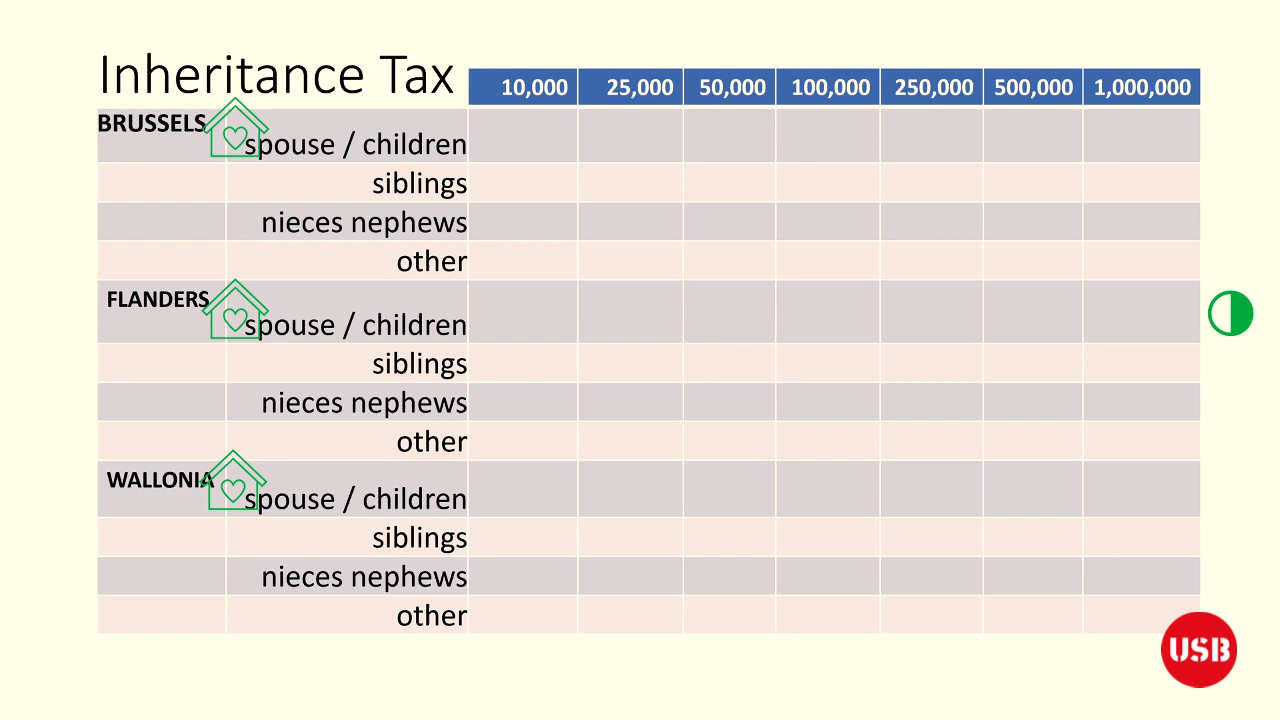 Inheritance Tax
10,000 25,000 50,000 100,000 250,000 500,000 1,000,000
BRUSSELS
spouse / children
siblings
nieces nephews
other
FLANDERS
spouse / children
siblings
nieces nephews
other
WALLONIA
spouse / children
siblings
nieces nephews
other
USB